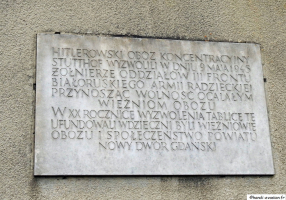 HITLEROWSKI OBÓZ KONCENTRACYJNY
STUTTHOF WYZWOLILI W DNIU 9 MAJA 1945
ŻOŁNIERZE ODDZIAŁÓW III FRONTU
BIAŁORUSKIEGO ARMII RADZIECKIEJ
PRZYNOSZĄC WOLNOŚĆ OCALAŁYM
WIĘŹNIOM OBOZU
W XX ROCZNICĘ WYZWOLENIA TABLICĘ TĘ
UFUNDOWALI WDZIĘCZNI BYLI WIĘŹNIOWIE
OBOZU I SPOŁECZEŃSTWO POWIATU
NOWY DWÓR GDAŃSKI